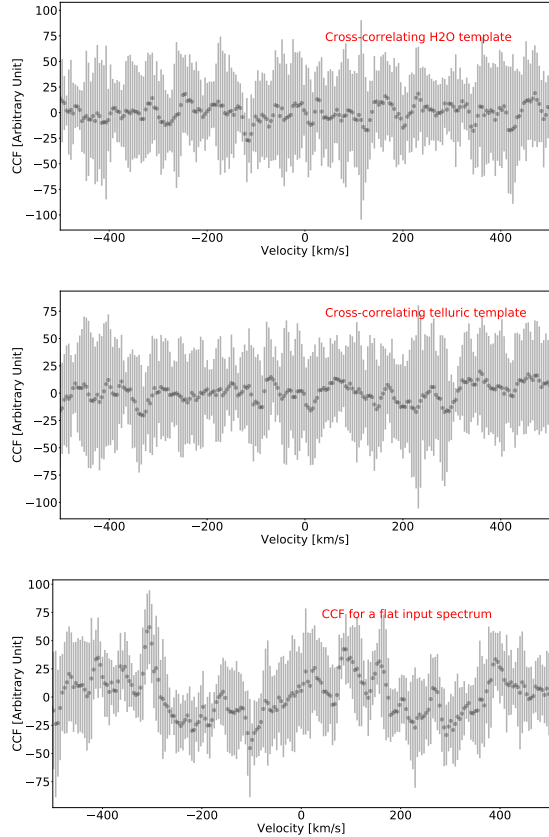 100
75
50
25
0
−25
−50
−75
−100
CCF [Arbitrary Unit]
Cross-correlating H2O template
−400 −200 0 200 400
Velocity [km/s]
75
50
25
0
−25
−50
−75
−100
CCF [Arbitrary Unit]
Cross-correlating telluric template
−400 −200 0 200 400
Velocity [km/s]
100
75
50
25
0
−25
−50
−75
CCF [Arbitrary Unit]
CCF for a flat input spectrum
−400 −200 0 200 400
Velocity [km/s]